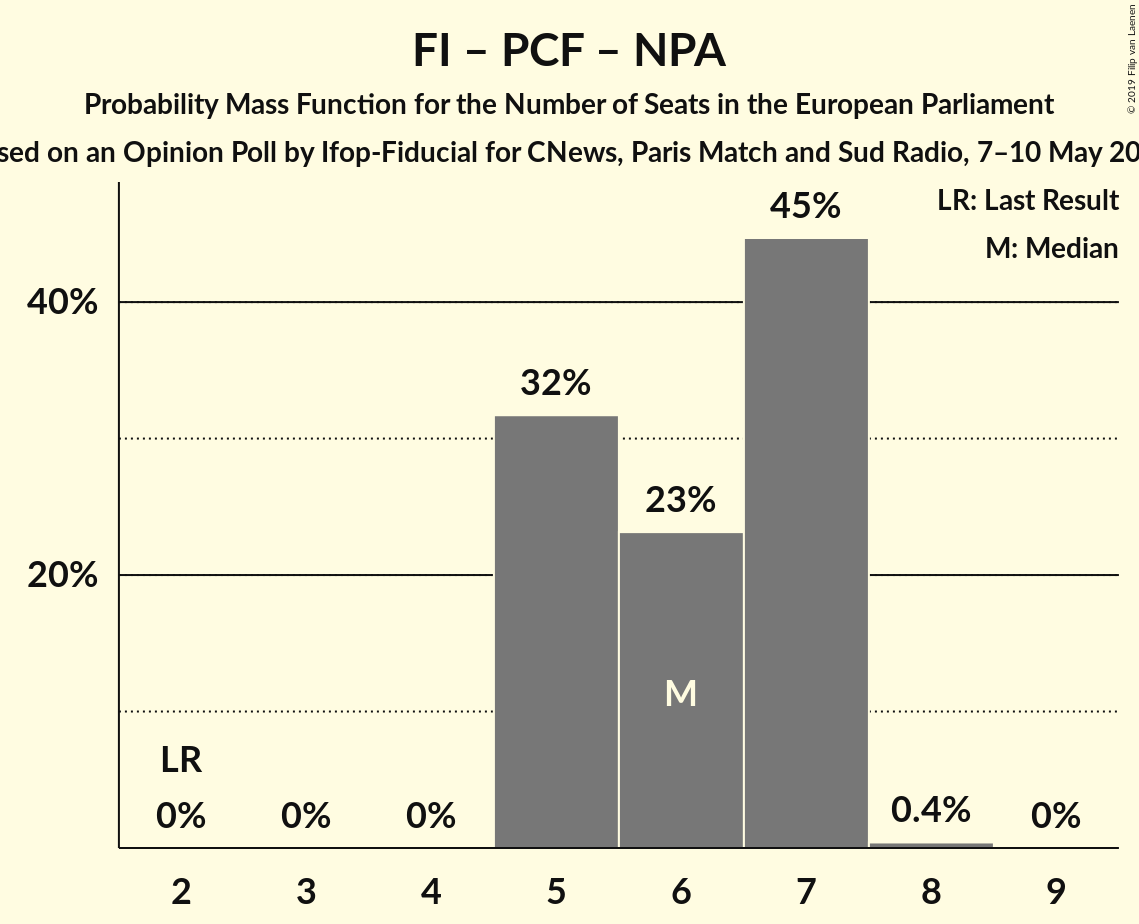 FI – PCF – NPA
Probability Mass Function for the Number of Seats in the European Parliament
sed on an Opinion Poll by Ifop-Fiducial for CNews, Paris Match and Sud Radio, 7–10 May 20
© 2019 Filip van Laenen
LR: Last Result
M: Median
45%
40%
32%
23%
20%
M
LR
0% 0% 0% 0.4% 0%
2 3 4 5 6 7 8 9